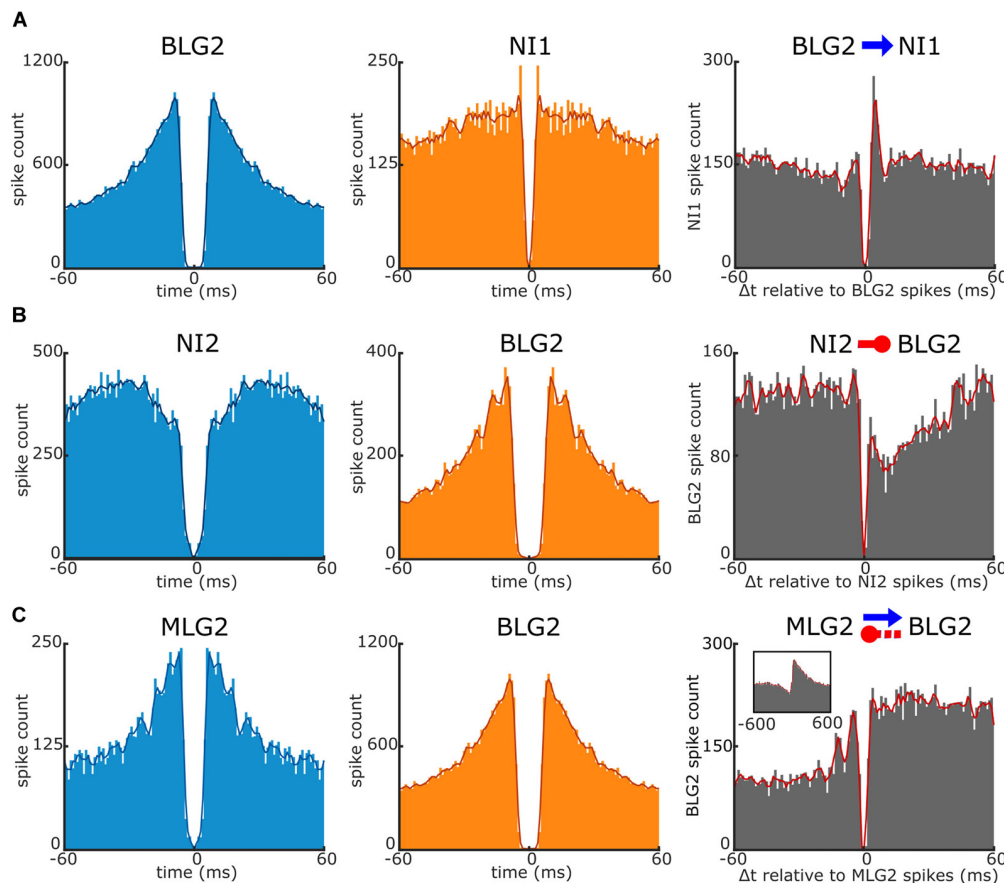 A
BLG2
NI1
BLG2 NI1
1200
600
0
spike count
-60 0 60
time (ms)
250
125
0
spike count
-60 0 60
time (ms)
300
150
0
NI1 spike count
-60 0 60
Δt relative to BLG2 spikes (ms)
B
NI2
BLG2
NI2 BLG2
500
250
0
spike count
-60 0 60
time (ms)
400
200
0
spike count
-60 0 60
time (ms)
160
80
0
BLG2 spike count
-60 0 60
Δt relative to NI2 spikes (ms)
C
MLG2
BLG2
MLG2 BLG2
250
125
0
spike count
-60 0 60
time (ms)
1200
600
0
spike count
-60 0 60
time (ms)
300
150
0
BLG2 spike count
-600 600
-60 0 60
Δt relative to MLG2 spikes (ms)